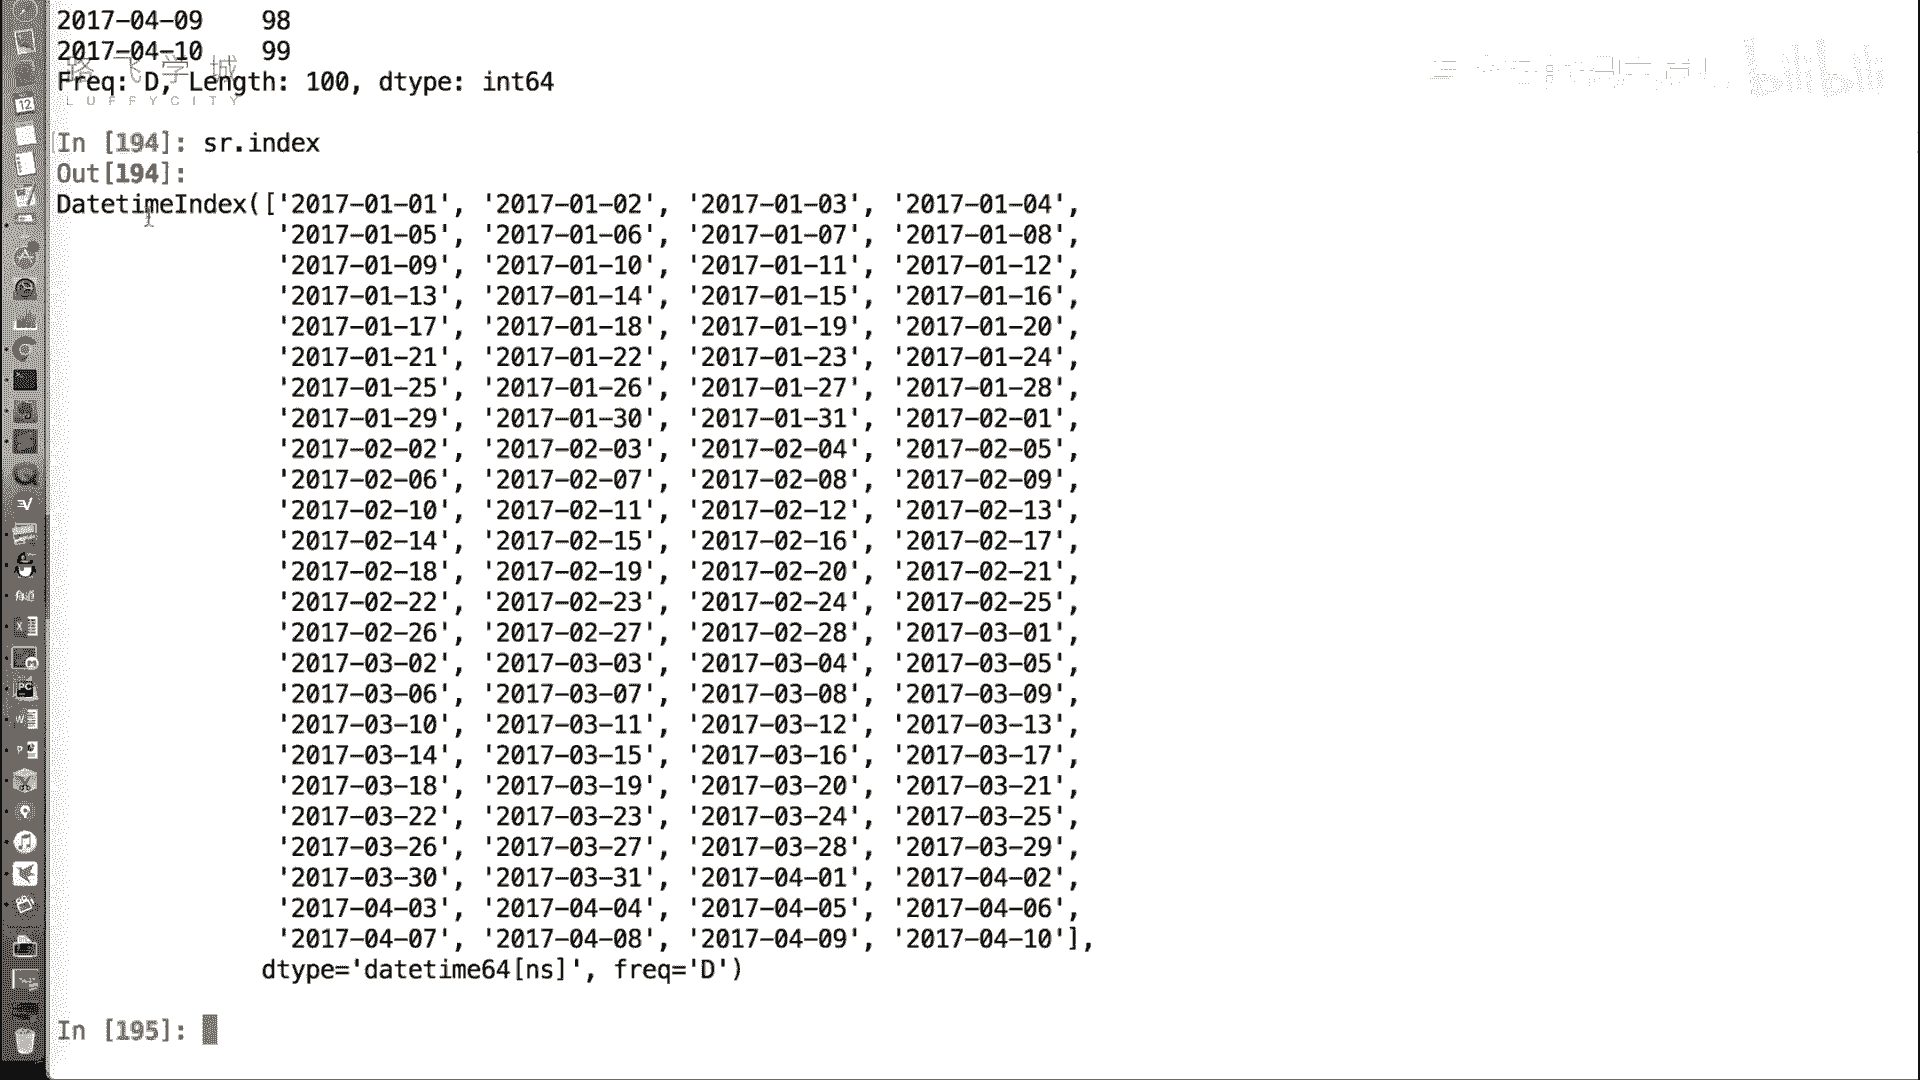 2017-04-09    98
2017-04-10    99
路飞学城
LUFFYCITY
bilibili
Freq: D, Length: 100, dtype: int64
In [194]: sr.index
Out[194]:
DatetimeIndex(['2017-01-01', '2017-01-02', '2017-01-03', '2017-01-04',
'2017-01-05', '2017-01-06', '2017-01-07', '2017-01-08',
'2017-01-09', '2017-01-10', '2017-01-11', '2017-01-12',
'2017-01-13', '2017-01-14', '2017-01-15', '2017-01-16',
'2017-01-17', '2017-01-18', '2017-01-19', '2017-01-20',
'2017-01-21', '2017-01-22', '2017-01-23', '2017-01-24',
'2017-01-25', '2017-01-26', '2017-01-27', '2017-01-28',
'2017-01-29', '2017-01-30', '2017-01-31', '2017-02-01',
'2017-02-02', '2017-02-03', '2017-02-04', '2017-02-05',
'2017-02-06', '2017-02-07', '2017-02-08', '2017-02-09',
'2017-02-10', '2017-02-11', '2017-02-12', '2017-02-13',
'2017-02-14', '2017-02-15', '2017-02-16', '2017-02-17',
'2017-02-18', '2017-02-19', '2017-02-20', '2017-02-21',
'2017-02-22', '2017-02-23', '2017-02-24', '2017-02-25',
'2017-02-26', '2017-02-27', '2017-02-28', '2017-03-01',
'2017-03-02', '2017-03-03', '2017-03-04', '2017-03-05',
'2017-03-06', '2017-03-07', '2017-03-08', '2017-03-09',
'2017-03-10', '2017-03-11', '2017-03-12', '2017-03-13',
'2017-03-14', '2017-03-15', '2017-03-16', '2017-03-17',
'2017-03-18', '2017-03-19', '2017-03-20', '2017-03-21',
'2017-03-22', '2017-03-23', '2017-03-24', '2017-03-25',
'2017-03-26', '2017-03-27', '2017-03-28', '2017-03-29',
'2017-03-30', '2017-03-31', '2017-04-01', '2017-04-02',
'2017-04-03', '2017-04-04', '2017-04-05', '2017-04-06',
'2017-04-07', '2017-04-08', '2017-04-09', '2017-04-10'],
dtype='datetime64[ns]', freq='D')
In [195]: